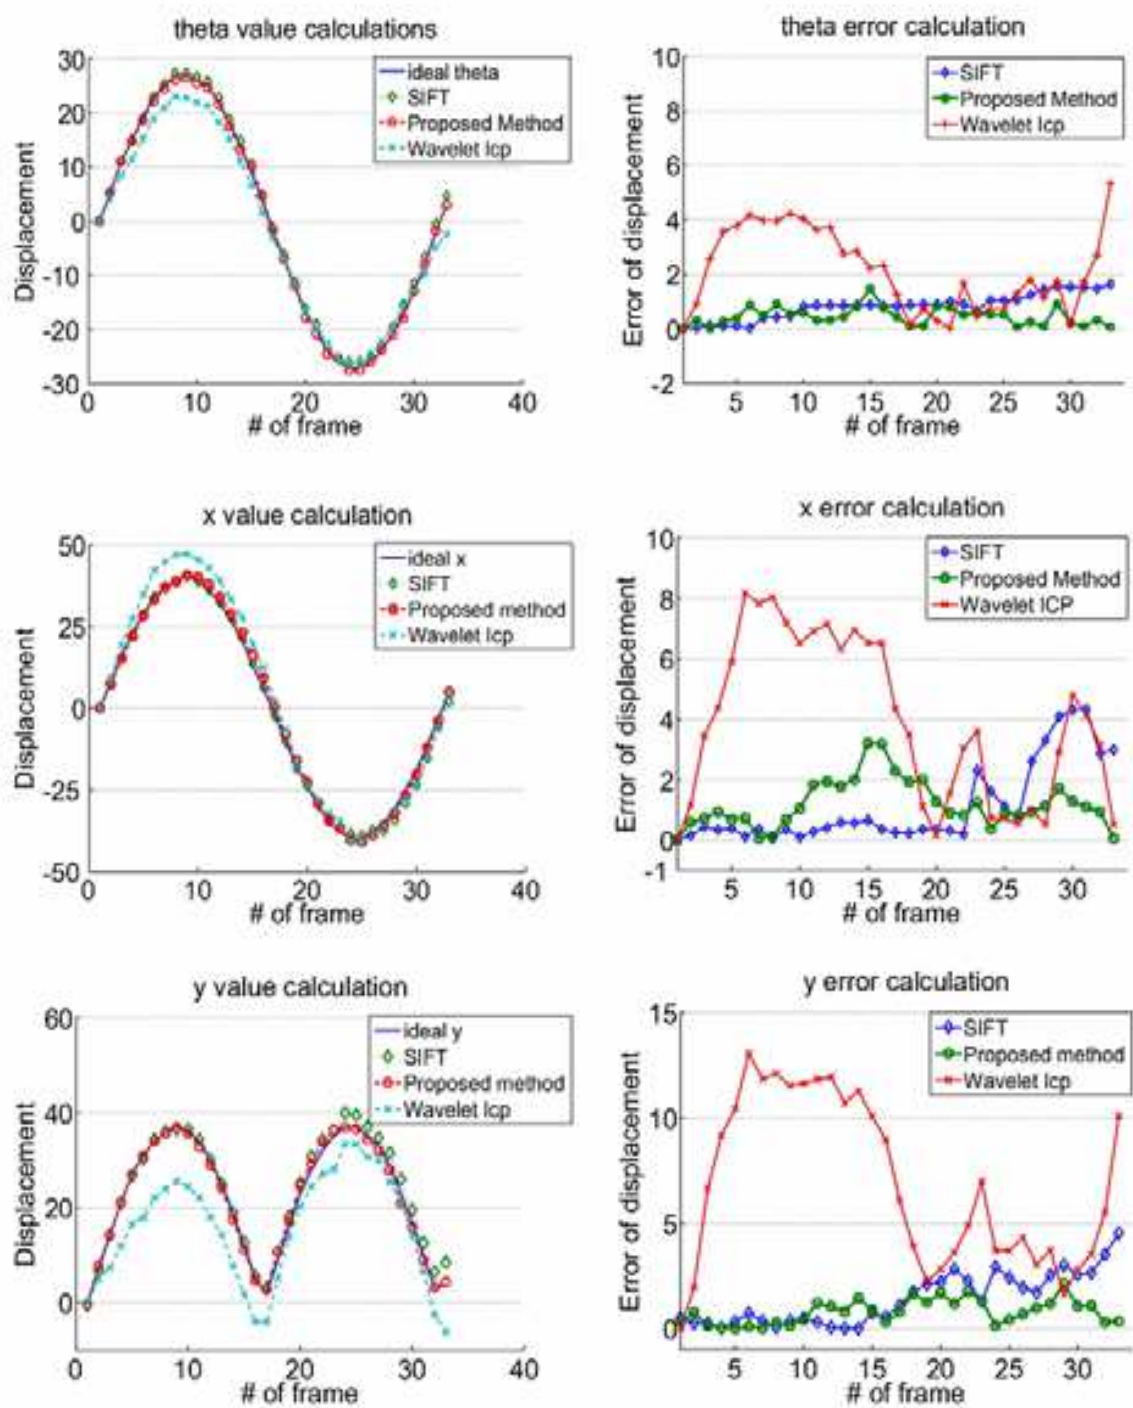 theta value calculations
30
20
10
0
-10
-20
-30
0
10
20
30
40
Displacement
# of frame
ideal theta
SIFT
Proposed Method
Wavelet Icp
theta error calculation
10
8
6
4
2
0
-2
5
10
15
20
25
30
Error of displacement
# of frame
SIFT
Proposed Method
Wavelet Icp
x value calculation
50
25
0
-25
-50
0
10
20
30
40
Displacement
# of frame
ideal x
SIFT
Proposed method
Wavelet Icp
x error calculation
10
8
6
4
2
0
-1
5
10
15
20
25
30
Error of displacement
# of frame
SIFT
Proposed Method
Wavelet ICP
y value calculation
60
40
20
0
0
10
20
30
40
Displacement
# of frame
ideal y
SIFT
Proposed method
Wavelet Icp
y error calculation
15
10
5
0
5
10
15
20
25
30
Error of displacement
# of frame
SIFT
Proposed method
Wavelet Icp